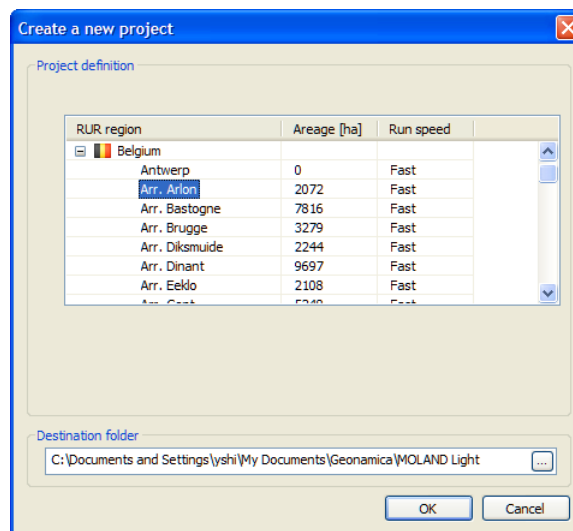 Create a new project
Project definition
RUR region Areage [ha] Run speed
Belgium
Antwerp 0 Fast
Arr. Arlon 2072 Fast
Arr. Bastogne 7816 Fast
Arr. Brugge 3279 Fast
Arr. Diksmuide 2244 Fast
Arr. Dinant 9697 Fast
Arr. Eeklo 2108 Fast
Destination folder
C:\Documents and Settings\yshi\My Documents\Geonamica\MOLAND Light ...
OK Cancel